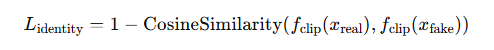 L_identity = 1 − CosineSimilarity(f_clip(x_real), f_clip(x_fake))